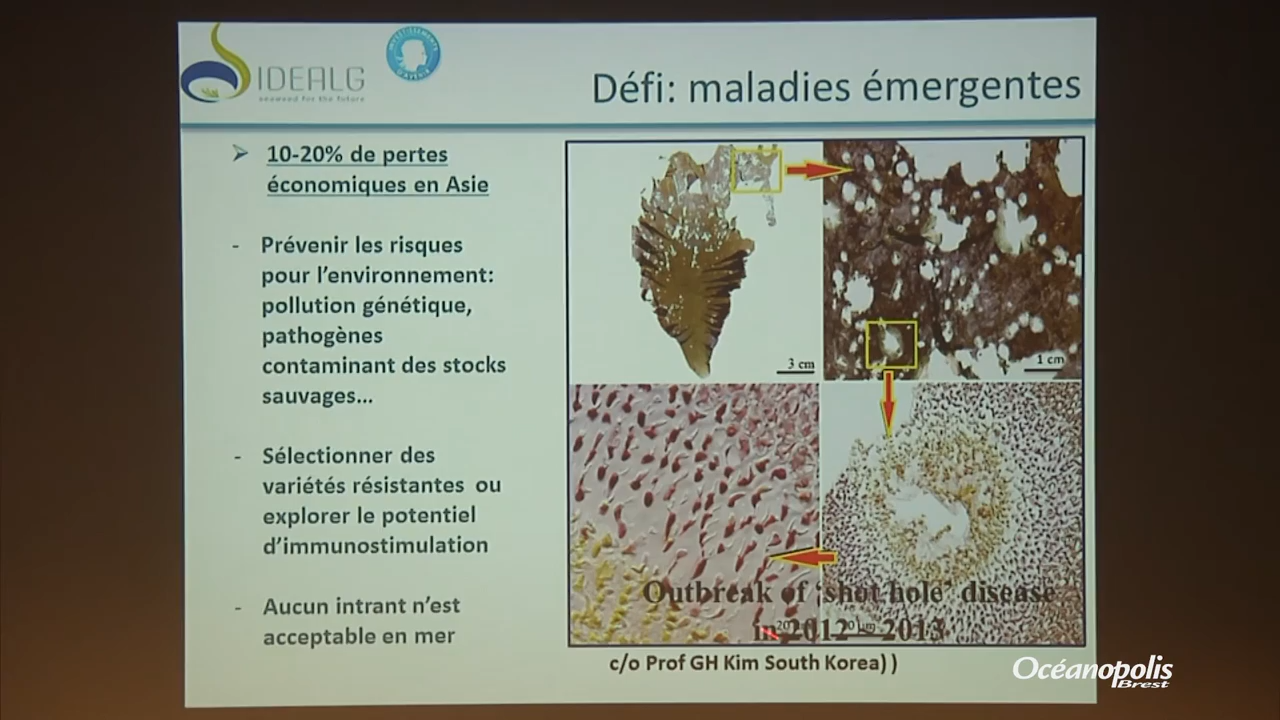 IDEALG
seaweed for the future
INVESTISSEMENTS
D'AVENIR
Défi: maladies émergentes
➢ 10-20% de pertes
économiques en Asie
- Prévenir les risques
pour l'environnement:
pollution génétique,
pathogènes
contaminant des stocks
sauvages...
- Sélectionner des
variétés résistantes ou
explorer le potentiel
d'immunostimulation
- Aucun intrant n'est
acceptable en mer
3 cm
1 cm
Outbreak of 'shot hole' disease
in 2012 ~ 2013
c/o Prof GH Kim South Korea) )
Océanopolis
Brest